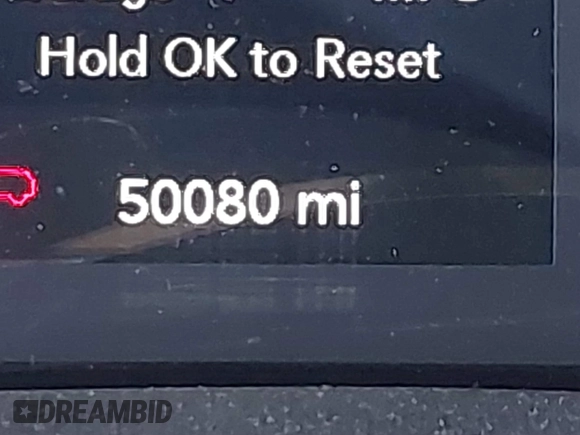 Hold OK to Reset
50080 mi
DREAMBID